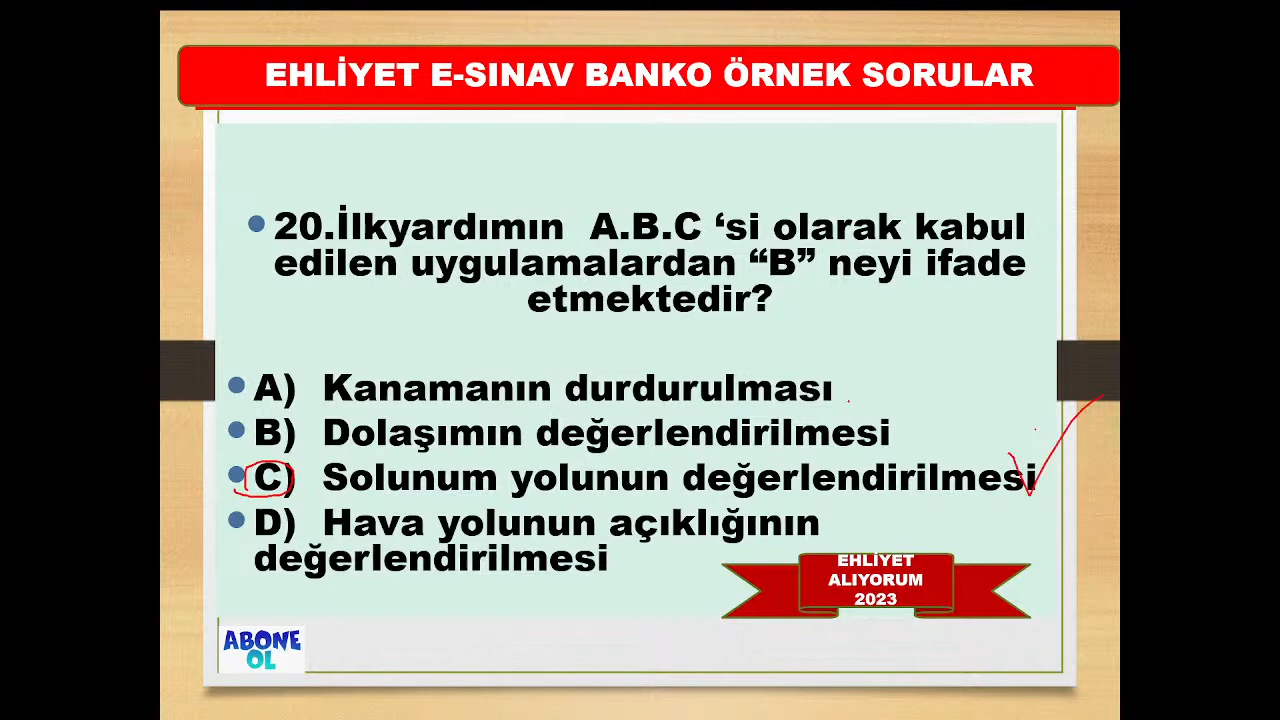 EHLİYET E-SINAV BANKO ÖRNEK SORULAR
20.İlkyardımın A.B.C ‘si olarak kabul
edilen uygulamalardan “B” neyi ifade
etmektedir?
A) Kanamanın durdurulması
B) Dolaşımın değerlendirilmesi
C) Solunum yolunun değerlendirilmesi
D) Hava yolunun açıklığının
değerlendirilmesi
EHLİYET
ALIYORUM
2023
ABONE
OL